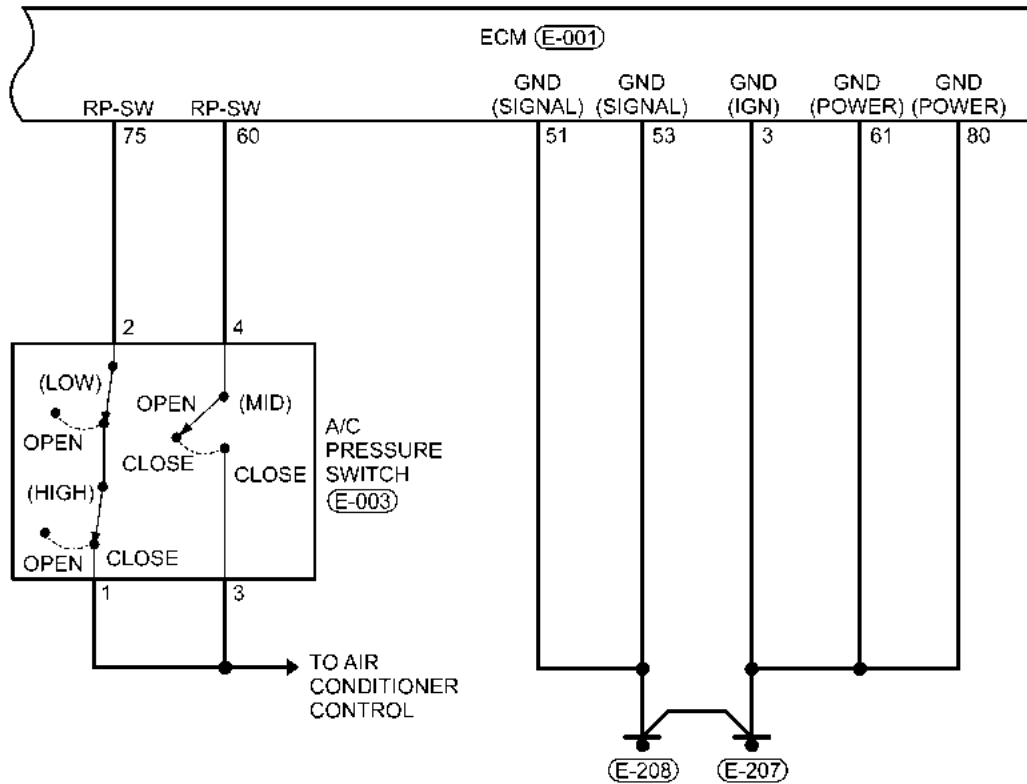 ECM E-001
RP-SW RP-SW
GND (SIGNAL)
GND (SIGNAL)
GND (IGN)
GND (POWER)
GND (POWER)
75 60 51 53 3 61 80
2 4
(LOW)
OPEN
OPEN
(MID)
CLOSE
CLOSE
(HIGH)
OPEN
CLOSE
A/C
PRESSURE
SWITCH
E-003
1 3
TO AIR
CONDITIONER
CONTROL
E-208 E-207